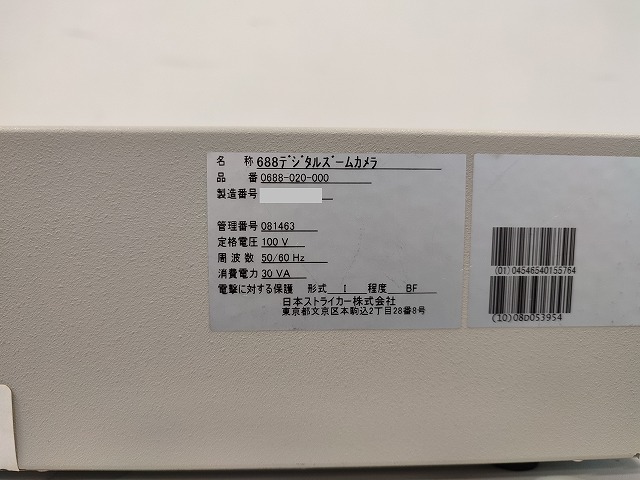 名　称 688ﾃﾞｼﾞﾀﾙｽﾞｰﾑカメラ
品　番 0688-020-000
製造番号
管理番号 081463
定格電圧 100 V
周 波 数 50/60 Hz
消費電力 30 VA
電撃に対する保護　形式　I　程度　BF
日本ストライカー株式会社
東京都文京区本駒込2丁目28番8号
(01)04546540155764
(10)08D053954